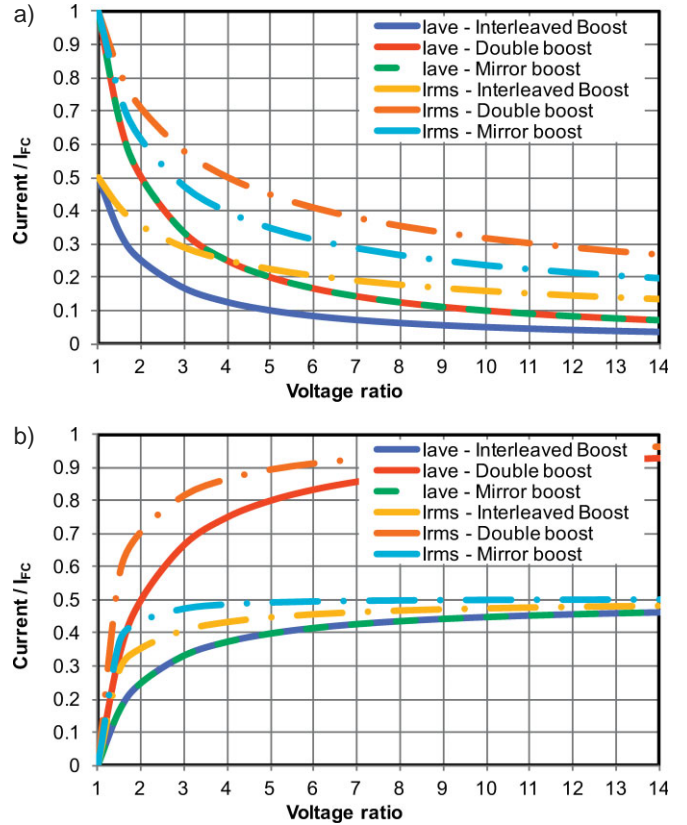 a)
Current / IFC
1
0.9
0.8
0.7
0.6
0.5
0.4
0.3
0.2
0.1
0
Iave - Interleaved Boost
Iave - Double boost
Iave - Mirror boost
Irms - Interleaved Boost
Irms - Double boost
Irms - Mirror boost
1 2 3 4 5 6 7 8 9 10 11 12 13 14
Voltage ratio
b)
Current / IFC
1
0.9
0.8
0.7
0.6
0.5
0.4
0.3
0.2
0.1
0
Iave - Interleaved Boost
Iave - Double boost
Iave - Mirror boost
Irms - Interleaved Boost
Irms - Double boost
Irms - Mirror boost
1 2 3 4 5 6 7 8 9 10 11 12 13 14
Voltage ratio